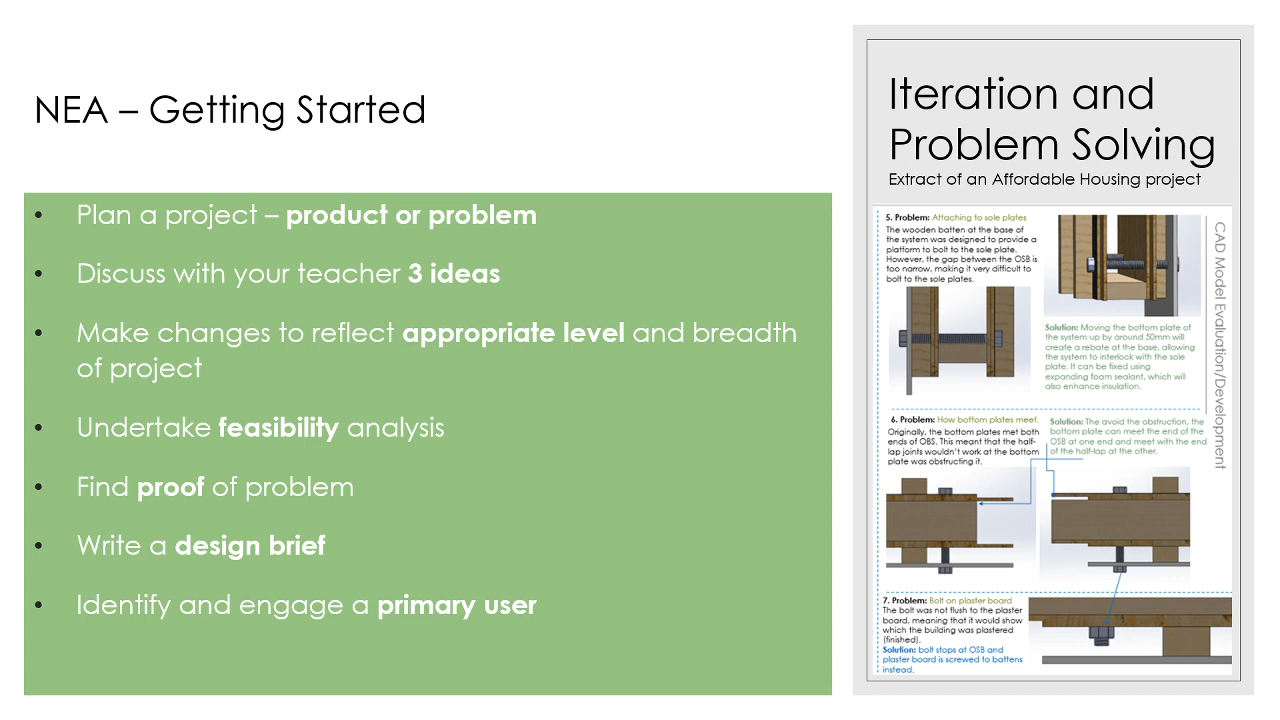 NEA – Getting Started
• Plan a project – product or problem
• Discuss with your teacher 3 ideas
• Make changes to reflect appropriate level and breadth
of project
• Undertake feasibility analysis
• Find proof of problem
• Write a design brief
• Identify and engage a primary user
Iteration and
Problem Solving
Extract of an Affordable Housing project
5. Problem: Attaching to sole plates
The wooden batten at the base of
the system was designed to provide a
platform to bolt to the sole plate.
However, the gap between the OSB is
too narrow, making it very difficult to
bolt to the sole plates.
Solution: Moving the bottom plate of
the system up by around 50mm will
create a rebate at the base, allowing
the system to interlock with the sole
plate. It can be fixed using
expanding foam sealant, which will
also enhance insulation.
CAD Model Evaluation/Development
6. Problem: How bottom plates meet.
Originally, the bottom plates met both
ends of OBS. This meant that the half-
lap joints wouldn't work at the bottom
plate was obstructing it.
Solution: The avoid the obstruction, the
bottom plate can meet the end of the
OSB at one end and meet with the end
of the half-lap at the other.
7. Problem: Bolt on plaster board
The bolt was not flush to the plaster
board, meaning that it would show
which the building was plastered
(finished).
Solution: bolt stops at OSB and
plaster board is screwed to battens
instead.